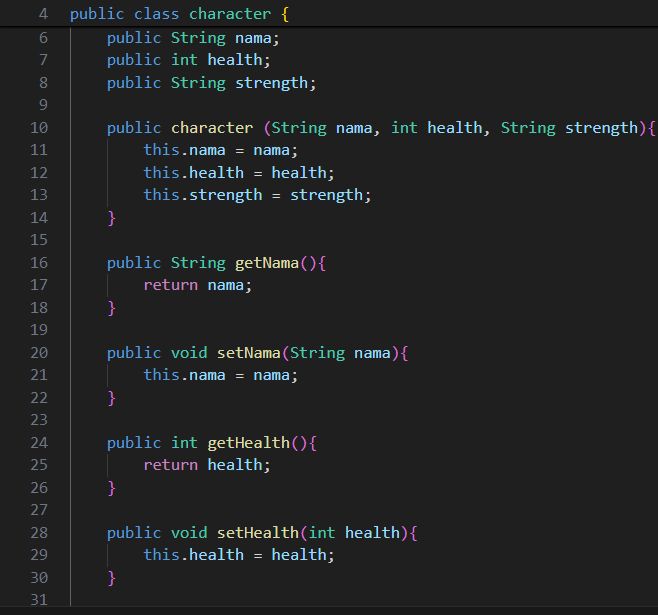 4 public class character {
6 public String nama;
7 public int health;
8 public String strength;
9
10 public character (String nama, int health, String strength){
11 this.nama = nama;
12 this.health = health;
13 this.strength = strength;
14 }
15
16 public String getNama(){
17 return nama;
18 }
19
20 public void setNama(String nama){
21 this.nama = nama;
22 }
23
24 public int getHealth(){
25 return health;
26 }
27
28 public void setHealth(int health){
29 this.health = health;
30 }
31